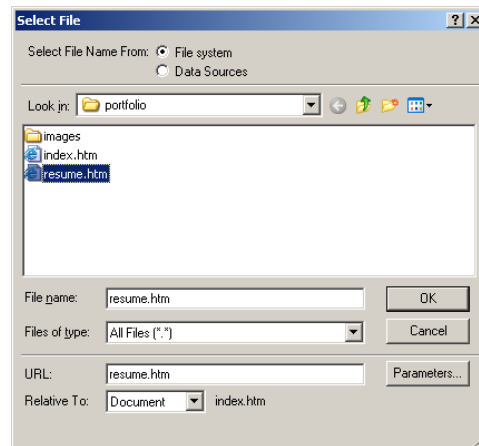 Select File
Select File Name From: File system
Data Sources
Look in: portfolio
images
index.htm
resume.htm
File name: resume.htm OK
Files of type: All Files (*.*) Cancel
URL: resume.htm Parameters...
Relative To: Document index.htm